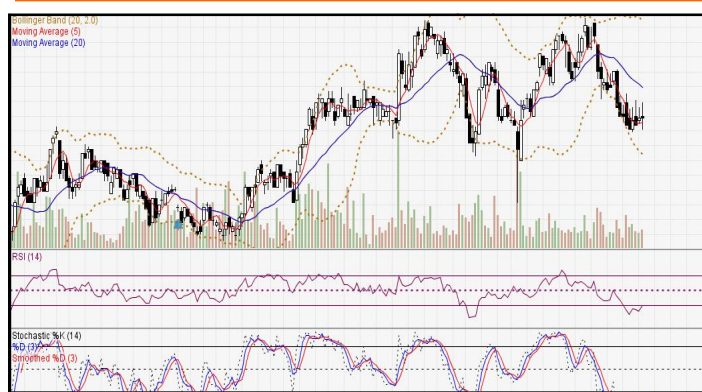 Bollinger Band (20, 2.0)
Moving Average (5)
Moving Average (20)
RSI (14)
Stochastic %K (14)
%D (3)
Smoothed %D (3)